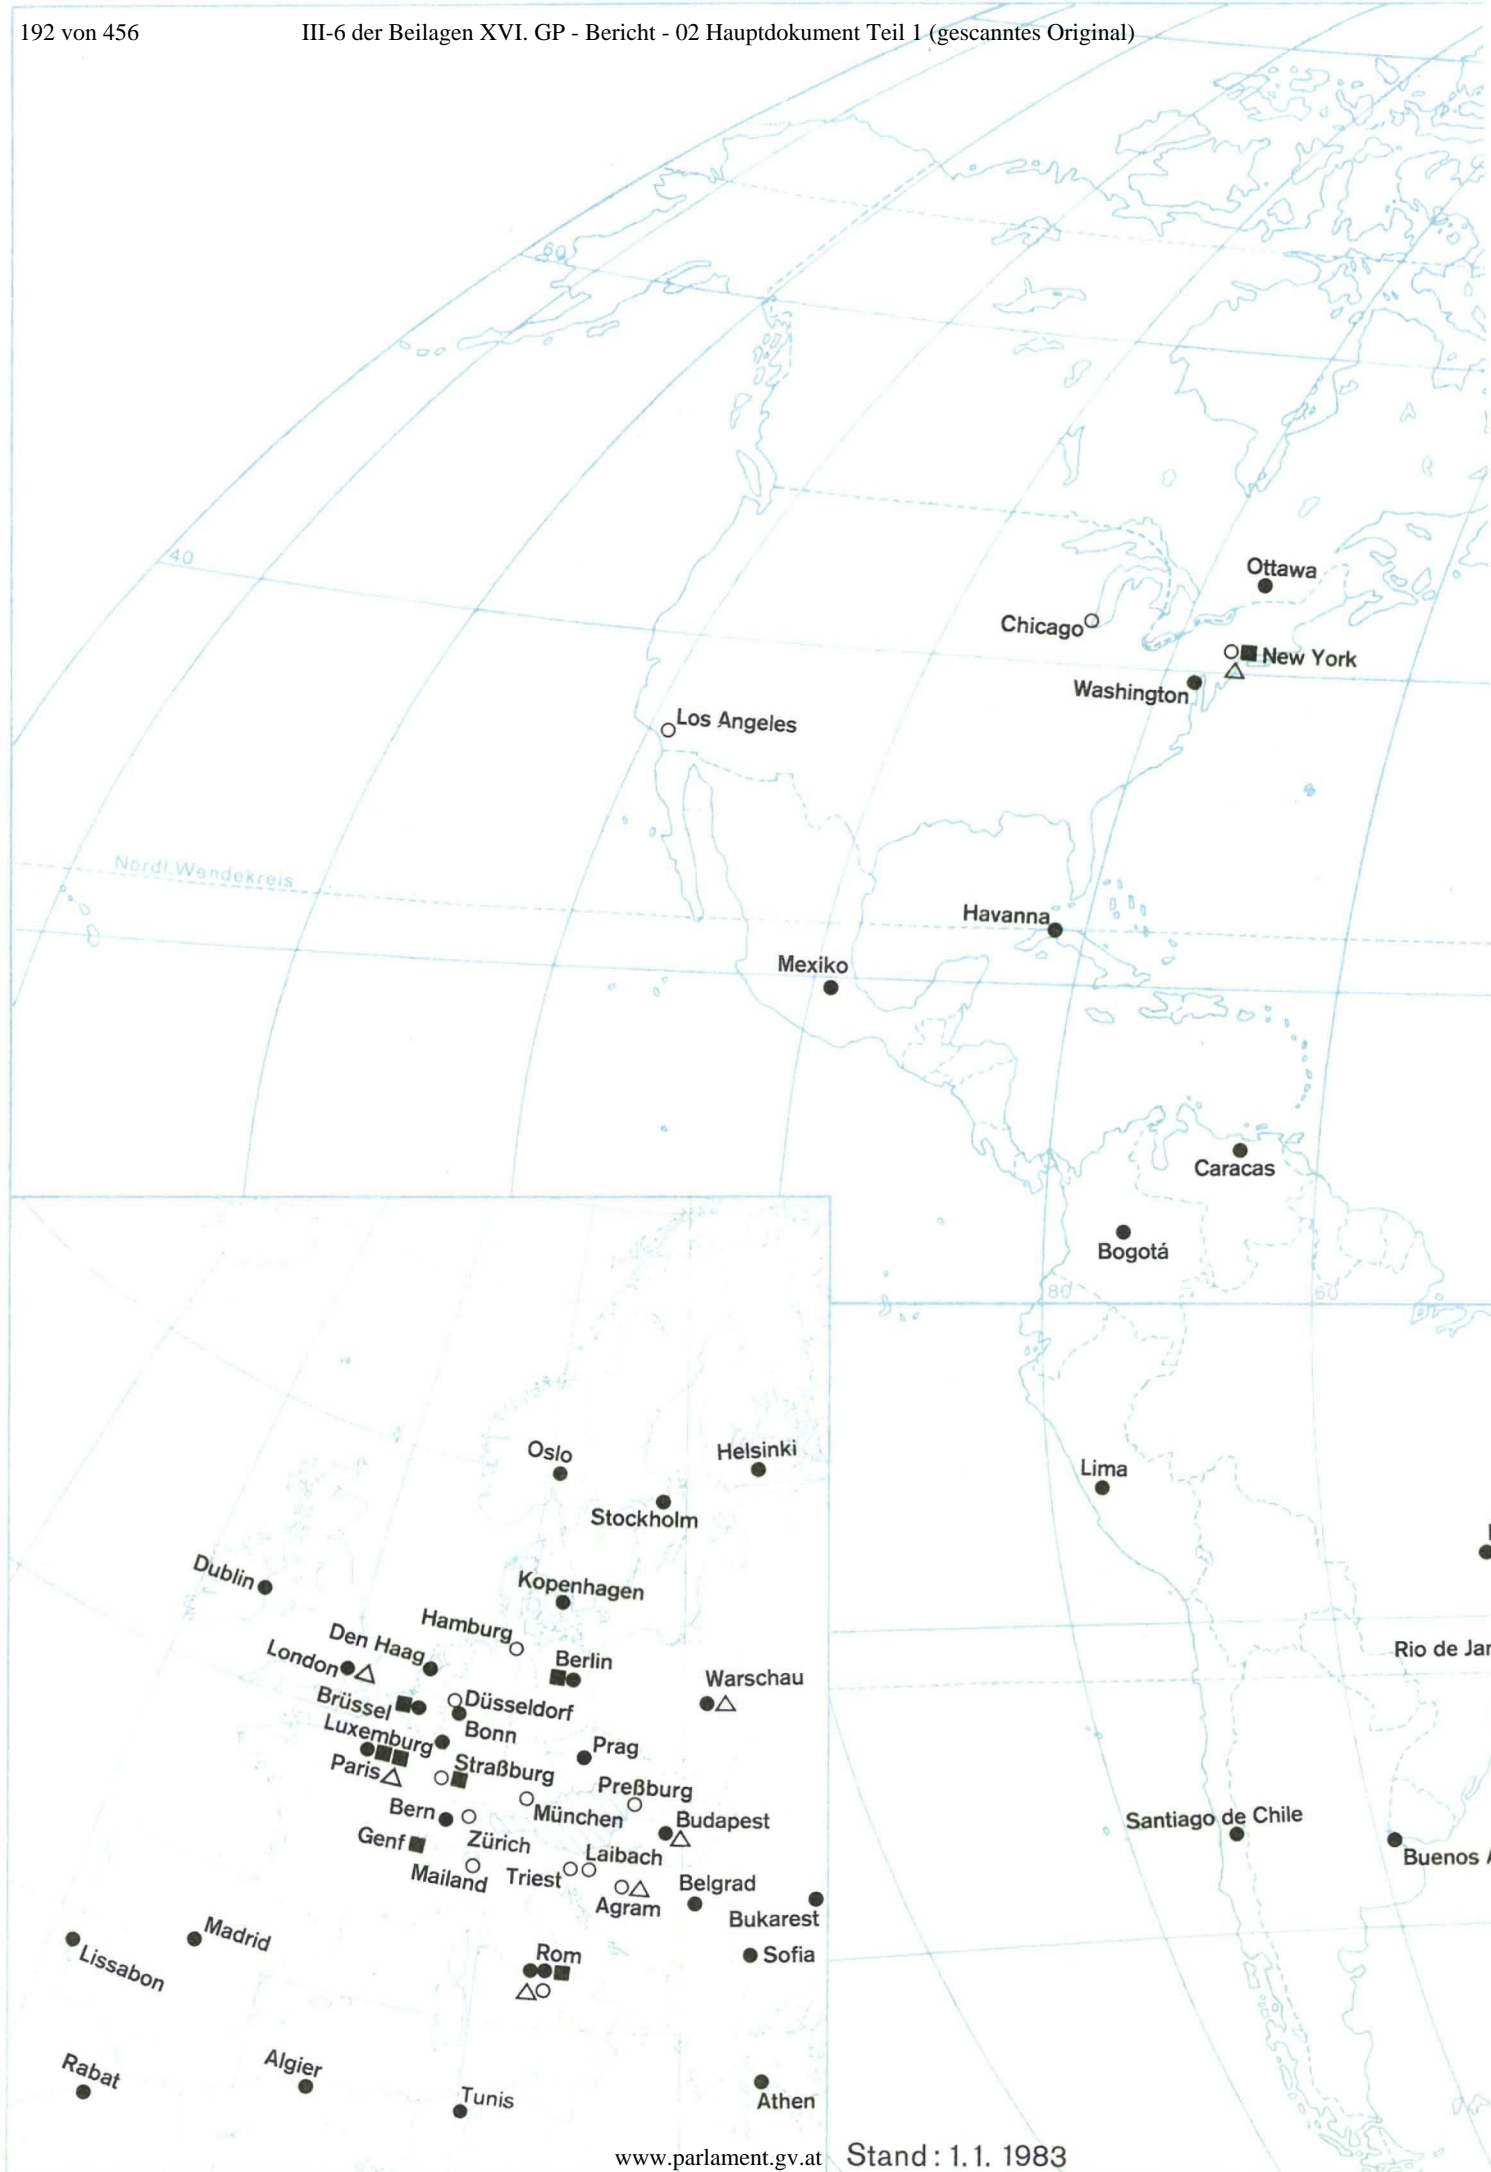 192 von 456
III-6 der Beilagen XVI. GP - Bericht - 02 Hauptdokument Teil 1 (gescanntes Original)
60
40
Ottawa
Chicago
New York
Washington
Los Angeles
Nördl. Wendekreis
Havanna
Mexiko
Caracas
Bogotá
80
60
Oslo
Helsinki
Lima
Stockholm
Dublin
Kopenhagen
Hamburg
Den Haag
London
Berlin
Rio de Jar
Warschau
Brüssel
Düsseldorf
Luxemburg
Bonn
Prag
Paris
Straßburg
Preßburg
Bern
München
Budapest
Santiago de Chile
Genf
Zürich
Laibach
Buenos A
Mailand
Triest
Belgrad
Agram
Bukarest
Madrid
Sofia
Lissabon
Rom
Rabat
Algier
Tunis
Athen
www.parlament.gv.at
Stand: 1.1. 1983